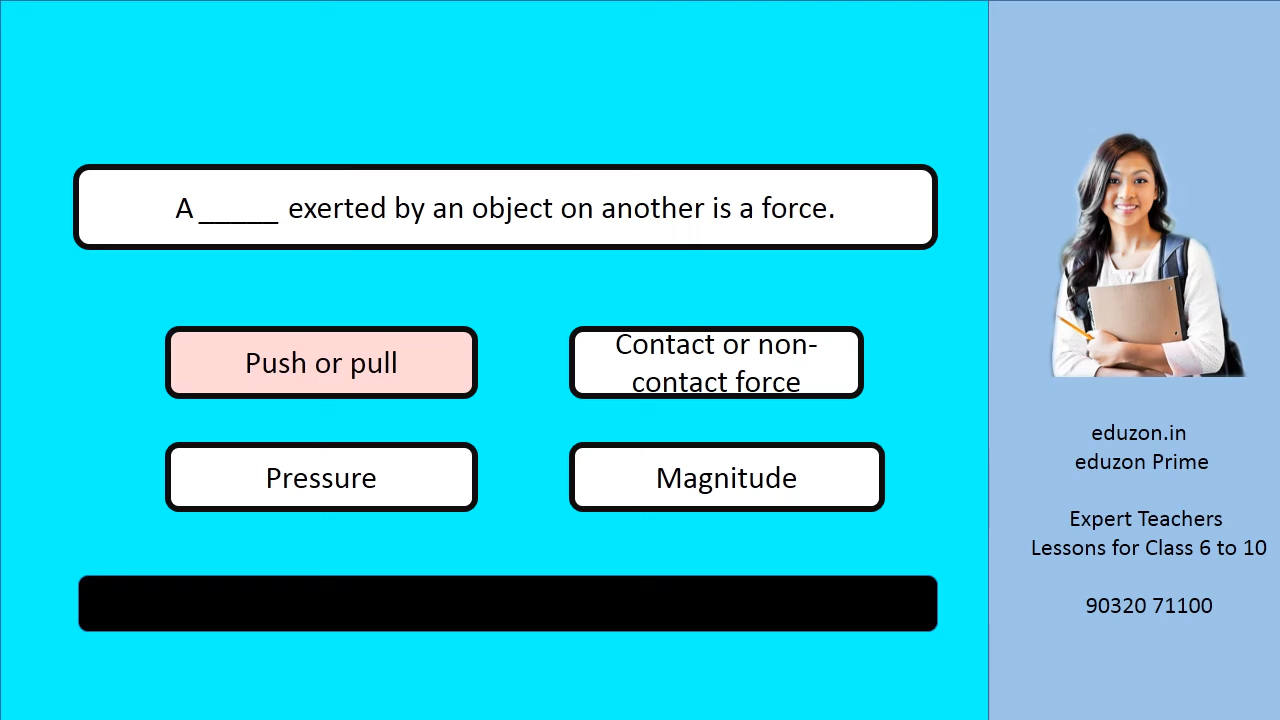 A _____ exerted by an object on another is a force.
Push or pull
Contact or non-
contact force
Pressure
Magnitude
eduzon.in
eduzon Prime
Expert Teachers
Lessons for Class 6 to 10
90320 71100